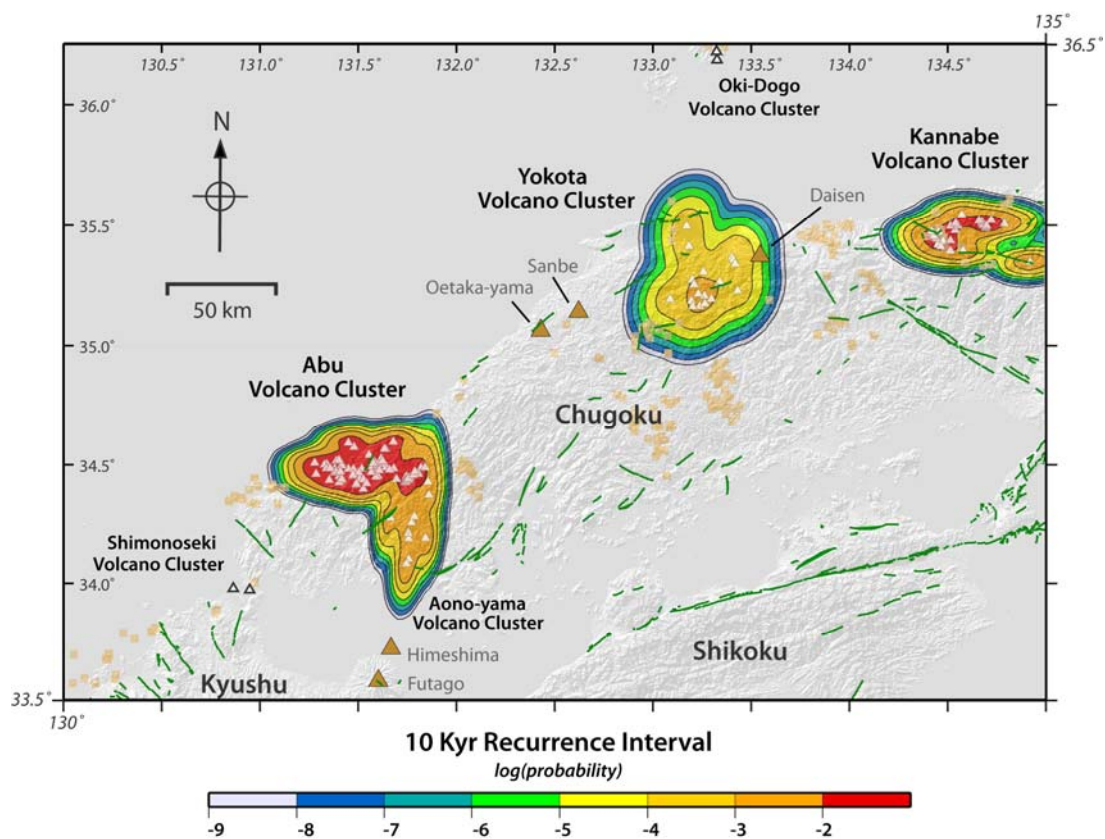 135°
36.5°
130.5°
131.0°
131.5°
132.0°
132.5°
133.0°
133.5°
134.0°
134.5°
36.0°
Oki-Dogo
Volcano Cluster
N
Kannabe
Volcano Cluster
Yokota
Volcano Cluster
Daisen
35.5°
Sanbe
Oetaka-yama
50 km
35.0°
Abu
Volcano Cluster
Chugoku
34.5°
Shimonoseki
Volcano Cluster
34.0°
Aono-yama
Volcano Cluster
Himeshima
Shikoku
Futago
Kyushu
33.5°
130°
10 Kyr Recurrence Interval
log(probability)
-9
-8
-7
-6
-5
-4
-3
-2